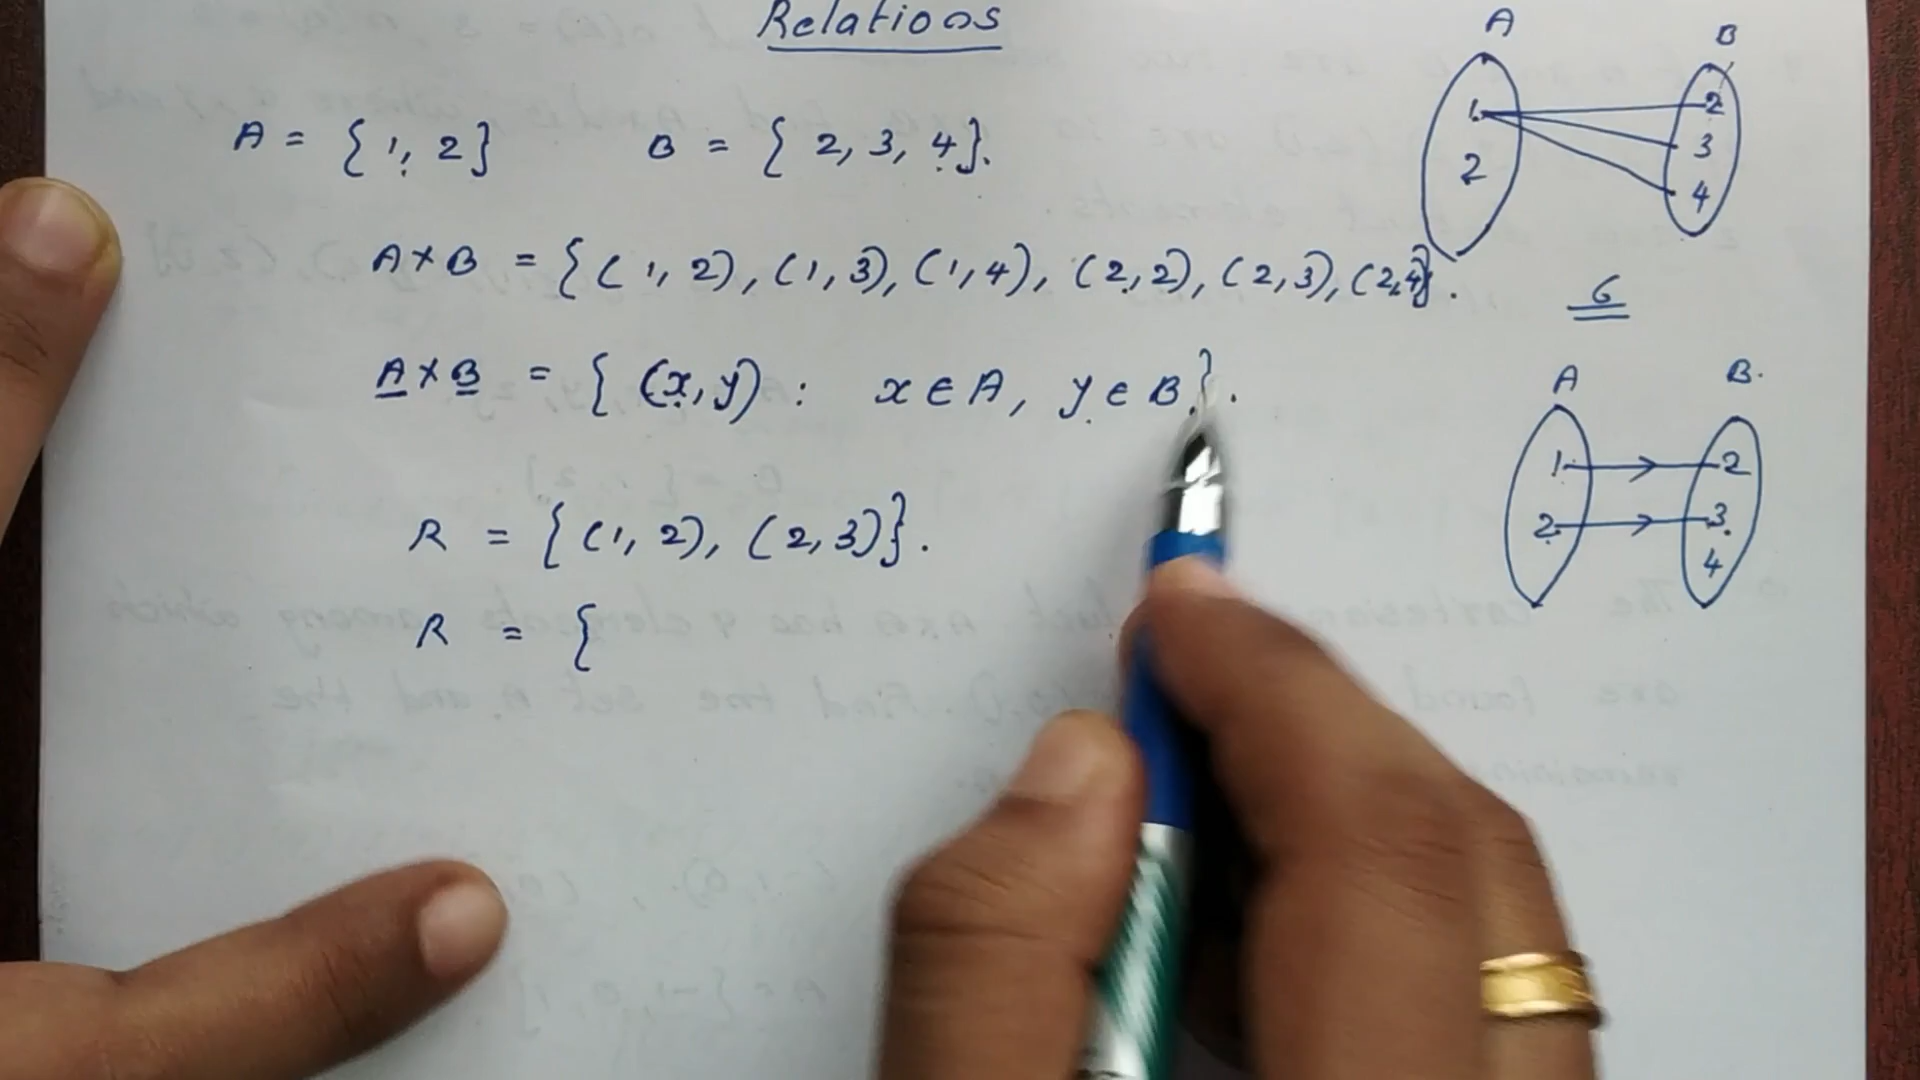 Relations
A = {1, 2} B = {2, 3, 4}.
A×B = {(1, 2), (1, 3), (1, 4), (2, 2), (2, 3), (2,4}.
A×B = {(x, y) : x ∈ A, y ∈ B}.
R = {(1, 2), (2, 3)}.
R = {
A B
1 2
2 3
4
6
A B.
1 2
2 3
4